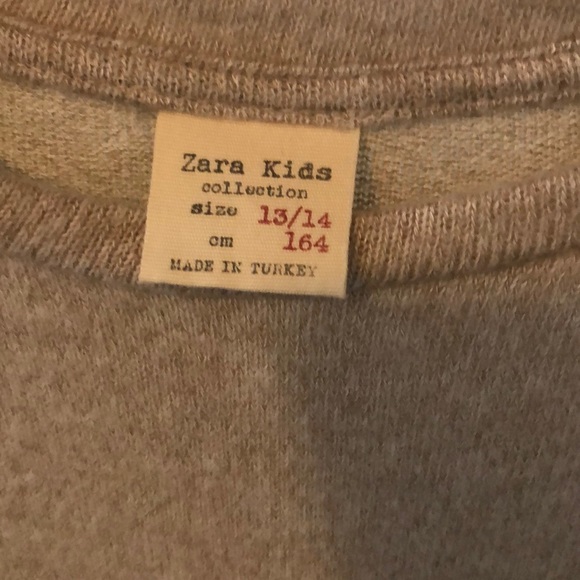 Zara Kids
collection
size 13/14
cm 164
MADE IN TURKEY